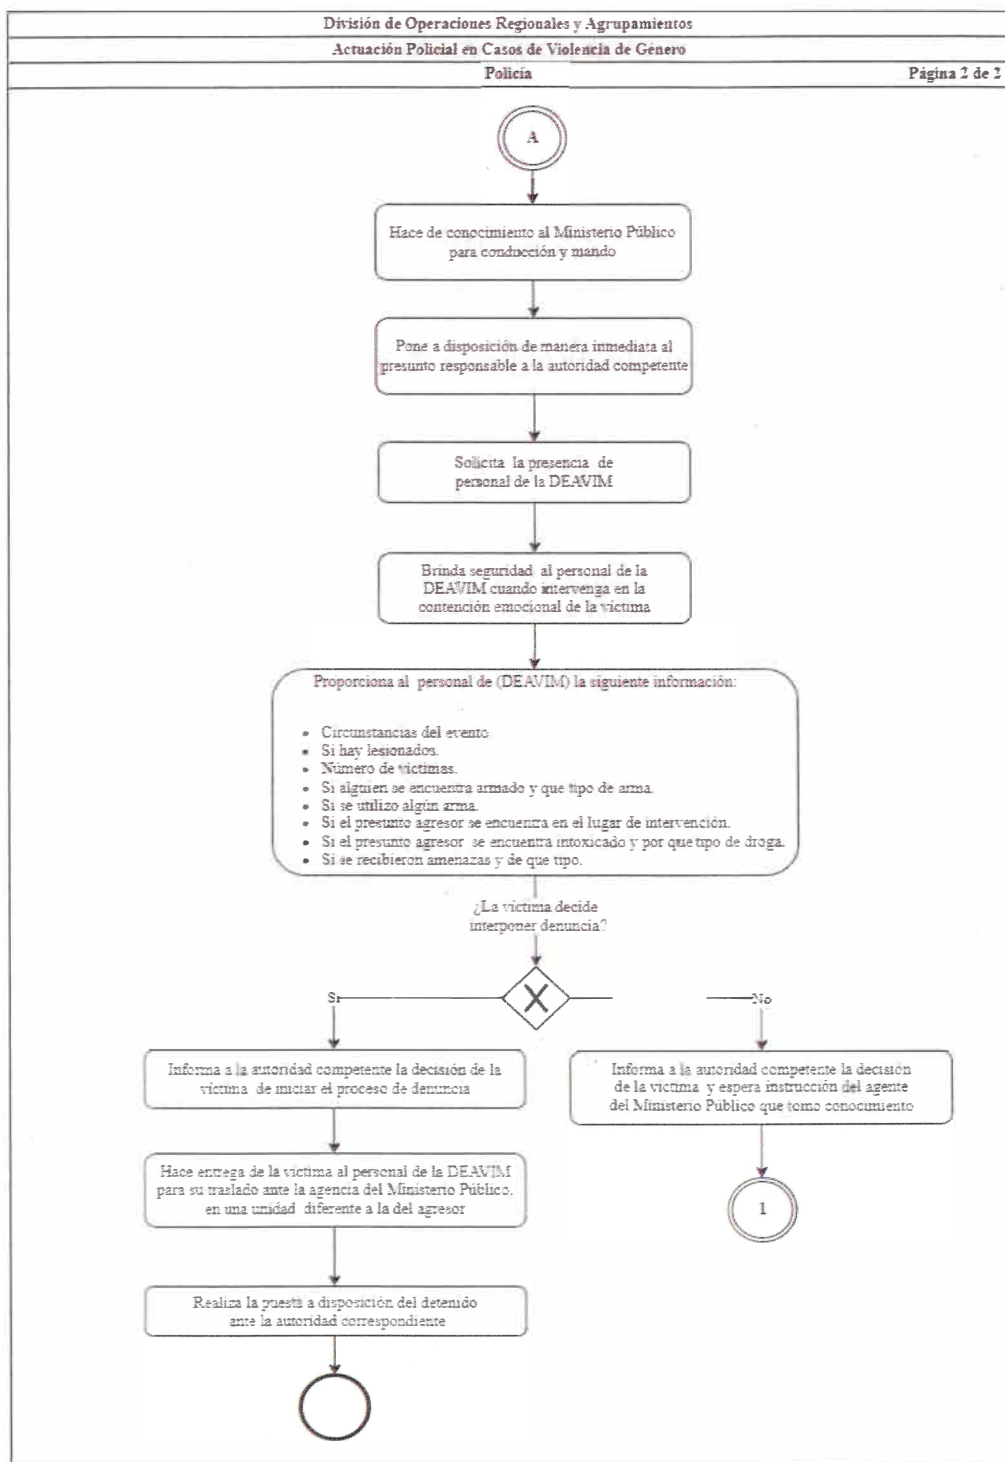 División de Operaciones Regionales y Agrupamientos
Actuación Policial en Casos de Violencia de Género
Policía
Página 2 de 2
A
Hace de conocimiento al Ministerio Público
para conducción y mando
Pone a disposición de manera inmediata al
presunto responsable a la autoridad competente
Solicita la presencia de
personal de la DEAVIM
Brinda seguridad al personal de la
DEAVIM cuando intervenga en la
contención emocional de la víctima
Proporciona al personal de (DEAVIM) la siguiente información:
• Circunstancias del evento
• Si hay lesionados.
• Número de víctimas.
• Si alguien se encuentra armado y que tipo de arma.
• Si se utilizo algún arma.
• Si el presunto agresor se encuentra en el lugar de intervención.
• Si el presunto agresor se encuentra intoxicado y por que tipo de droga.
• Si se recibieron amenazas y de que tipo.
¿La víctima decide
interponer denuncia?
X
Si
No
Informa a la autoridad competente la decisión de la
víctima de iniciar el proceso de denuncia
Informa a la autoridad competente la decisión
de la víctima y espera instrucción del agente
del Ministerio Público que tomo conocimiento
Hace entrega de la víctima al personal de la DEAVIM
para su traslado ante la agencia del Ministerio Público,
en una unidad diferente a la del agresor
1
Realiza la puesta a disposición del detenido
ante la autoridad correspondiente